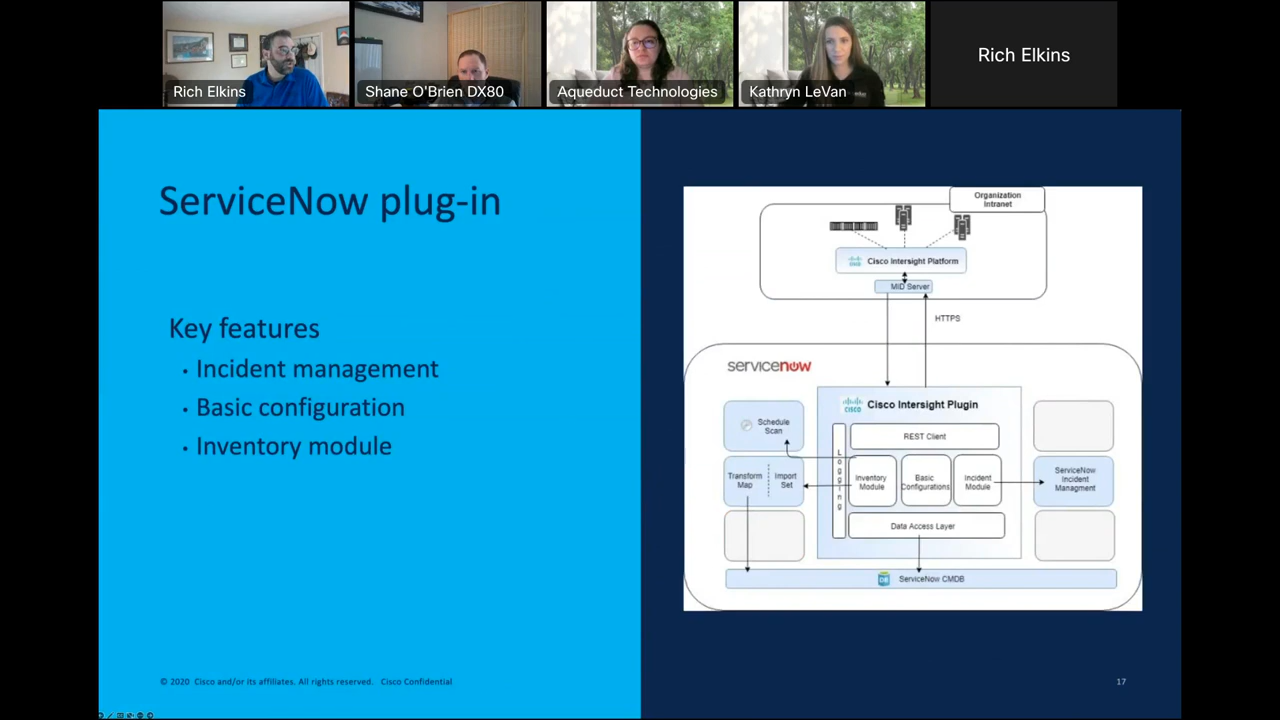 Rich Elkins
Shane O'Brien DX80
Aqueduct Technologies
Kathryn LeVan
Rich Elkins
ServiceNow plug-in
Key features
• Incident management
• Basic configuration
• Inventory module
Organization
Intranet
Cisco Intersight Platform
MID Server
HTTPS
servicenow
CISCO
Cisco Intersight Plugin
Schedule
Scan
REST Client
Logging
Transform
Map
Import
Set
Inventory
Module
Basic
Configurations
Incident
Module
ServiceNow
Incident
Managment
Data Access Layer
DB
ServiceNow CMDB
© 2020 Cisco and/or its affiliates. All rights reserved. Cisco Confidential
17